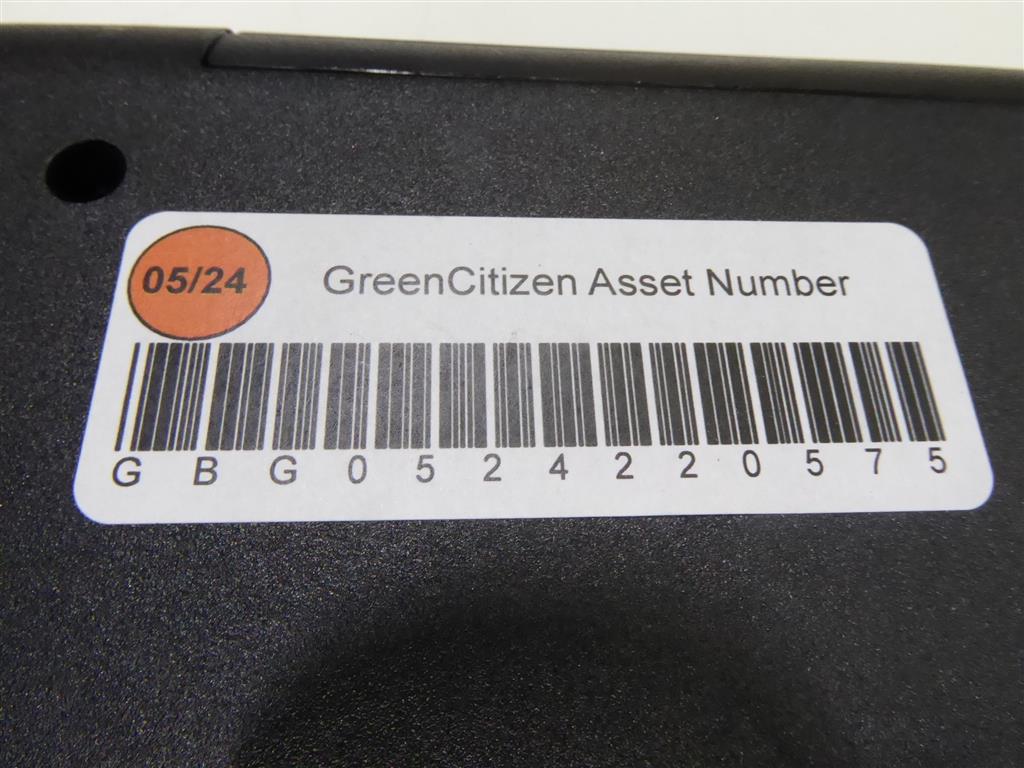 05/24
GreenCitizen Asset Number
G B G 0 5 2 4 2 2 0 5 7 5